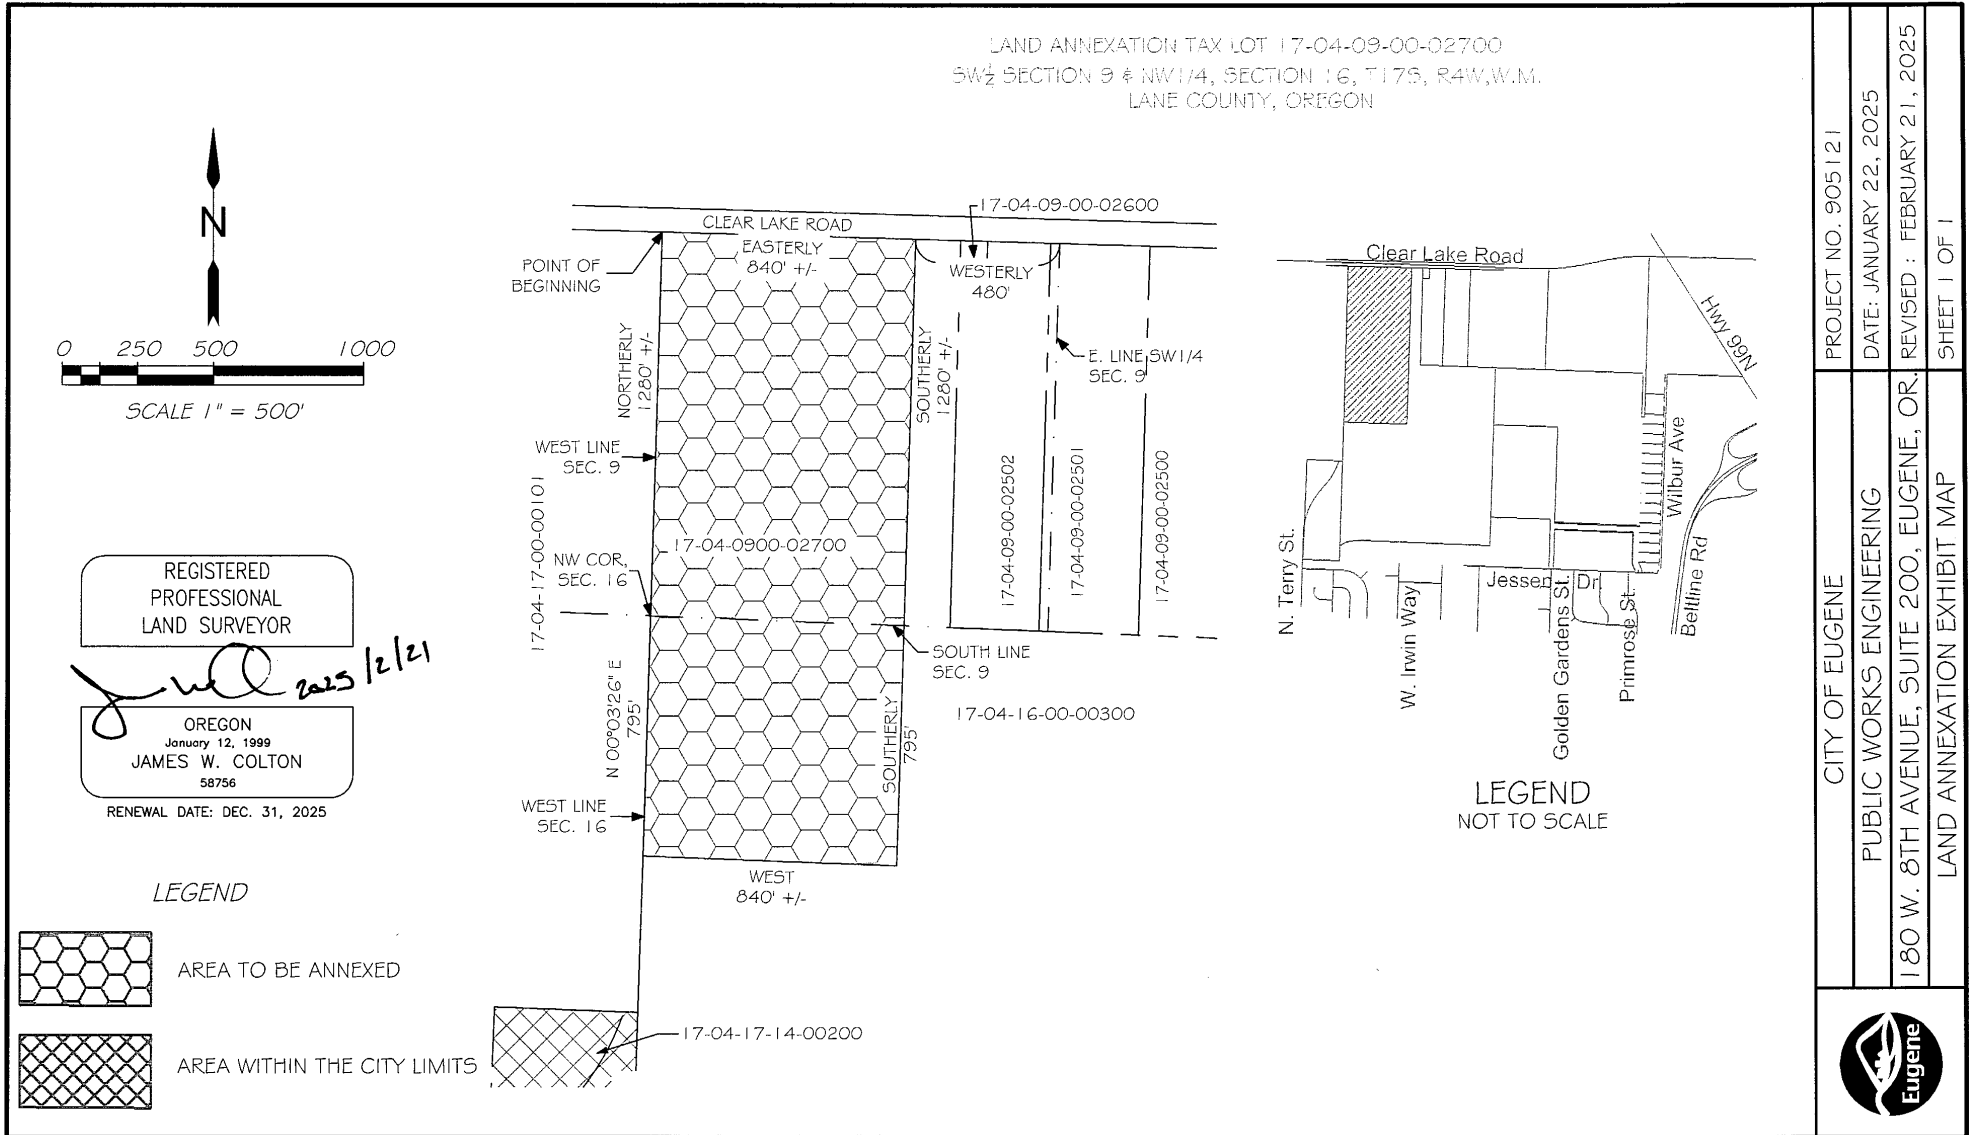 LAND ANNEXATION TAX LOT 17-04-09-00-02700
SW¼ SECTION 9 & NW1/4, SECTION 16, T17S, R4W,W.M.
LANE COUNTY, OREGON
N
0 250 500 1000
SCALE 1" = 500'
REGISTERED
PROFESSIONAL
LAND SURVEYOR
2025/2/21
OREGON
January 12, 1999
JAMES W. COLTON
58756
RENEWAL DATE: DEC. 31, 2025
LEGEND
AREA TO BE ANNEXED
AREA WITHIN THE CITY LIMITS
17-04-09-00-02600
CLEAR LAKE ROAD
EASTERLY
840' +/-
POINT OF
BEGINNING
WESTERLY
480'
NORTHERLY
1280' +/-
SOUTHERLY
1280' +/-
E. LINE SW1/4
SEC. 9
WEST LINE
SEC. 9
17-04-17-00-00101
17-04-09-00-02502
17-04-09-00-02501
17-04-09-00-02500
17-04-0900-02700
NW COR,
SEC. 16
SOUTH LINE
SEC. 9
N 00°03'26" E
795'
SOUTHERLY
795'
17-04-16-00-00300
WEST LINE
SEC. 16
WEST
840' +/-
17-04-17-14-00200
Clear Lake Road
Hwy 99N
Wilbur Ave
Beltline Rd
N. Terry St.
W. Irwin Way
Jessen Dr
Golden Gardens St.
Primrose St.
LEGEND
NOT TO SCALE
PROJECT NO. 905121
DATE: JANUARY 22, 2025
REVISED : FEBRUARY 21, 2025
SHEET 1 OF 1
CITY OF EUGENE
PUBLIC WORKS ENGINEERING
180 W. 8TH AVENUE, SUITE 200, EUGENE, OR.
LAND ANNEXATION EXHIBIT MAP
Eugene